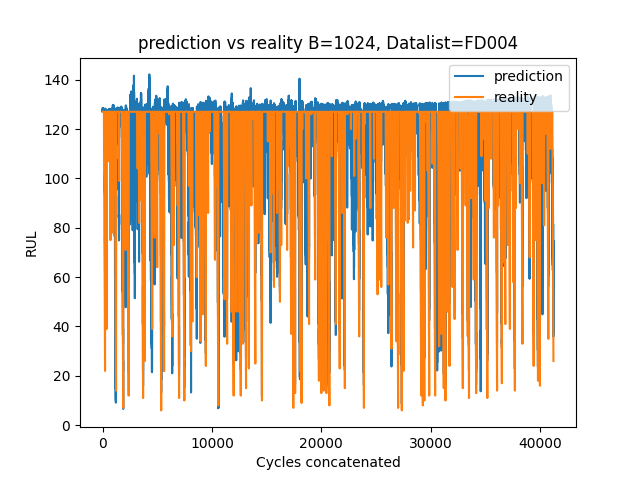 prediction vs reality B=1024, Datalist=FD004
prediction
reality
RUL
140
120
100
80
60
40
20
0
0 10000 20000 30000 40000
Cycles concatenated